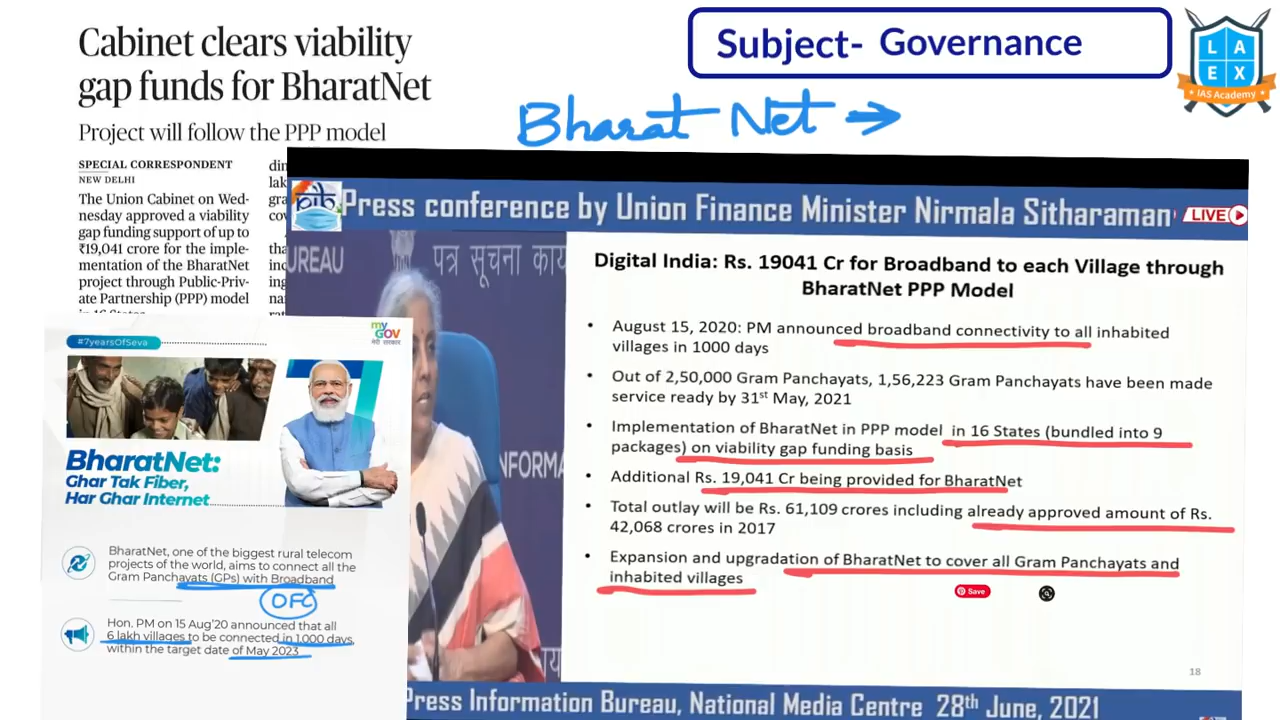 Cabinet clears viability
gap funds for BharatNet
Project will follow the PPP model
SPECIAL CORRESPONDENT
NEW DELHI
The Union Cabinet on Wed-
nesday approved a viability
gap funding support of up to
₹19,041 crore for the imple-
mentation of the BharatNet
project through Public-Priv-
ate Partnership (PPP) model
in 16 States
Subject- Governance
LAEX
IAS Academy
Bharat Net →
pib
Press conference by Union Finance Minister Nirmala Sitharaman
LIVE
BUREAU
पत्र सूचना कार्य
NFORMA
Digital India: Rs. 19041 Cr for Broadband to each Village through
BharatNet PPP Model
• August 15, 2020: PM announced broadband connectivity to all inhabited
villages in 1000 days
• Out of 2,50,000 Gram Panchayats, 1,56,223 Gram Panchayats have been made
service ready by 31st May, 2021
• Implementation of BharatNet in PPP model in 16 States (bundled into 9
packages) on viability gap funding basis
• Additional Rs. 19,041 Cr being provided for BharatNet
• Total outlay will be Rs. 61,109 crores including already approved amount of Rs.
42,068 crores in 2017
• Expansion and upgradation of BharatNet to cover all Gram Panchayats and
inhabited villages
Save
18
Press Information Bureau, National Media Centre 28th June, 2021
#7yearsOfSeva
my
GOV
मेरी सरकार
BharatNet:
Ghar Tak Fiber,
Har Ghar Internet
BharatNet, one of the biggest rural telecom
projects of the world, aims to connect all the
Gram Panchayats (GPs) with Broadband
OFC
Hon. PM on 15 Aug'20 announced that all
6 lakh villages to be connected in 1,000 days,
within the target date of May 2023